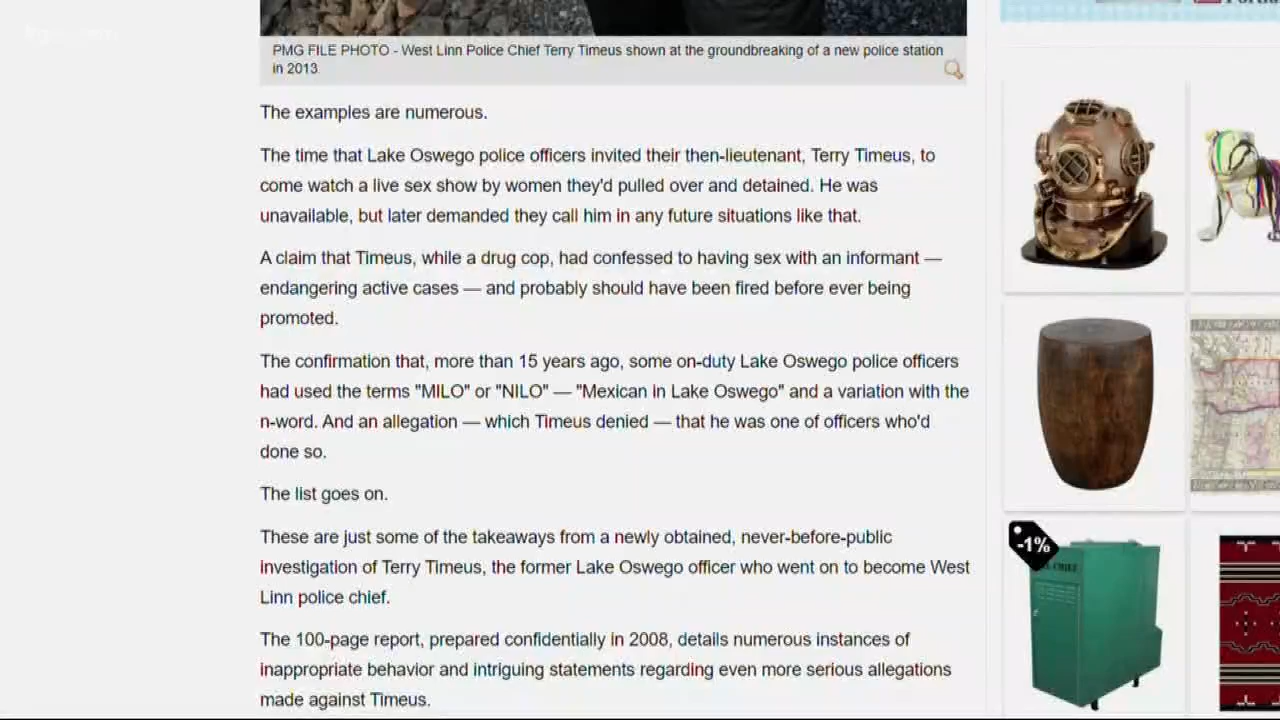 PMG FILE PHOTO - West Linn Police Chief Terry Timeus shown at the groundbreaking of a new police station
in 2013.
The examples are numerous.
The time that Lake Oswego police officers invited their then-lieutenant, Terry Timeus, to
come watch a live sex show by women they'd pulled over and detained. He was
unavailable, but later demanded they call him in any future situations like that.
A claim that Timeus, while a drug cop, had confessed to having sex with an informant —
endangering active cases — and probably should have been fired before ever being
promoted.
The confirmation that, more than 15 years ago, some on-duty Lake Oswego police officers
had used the terms "MILO" or "NILO" — "Mexican in Lake Oswego" and a variation with the
n-word. And an allegation — which Timeus denied — that he was one of officers who'd
done so.
The list goes on.
These are just some of the takeaways from a newly obtained, never-before-public
investigation of Terry Timeus, the former Lake Oswego officer who went on to become West
Linn police chief.
The 100-page report, prepared confidentially in 2008, details numerous instances of
inappropriate behavior and intriguing statements regarding even more serious allegations
made against Timeus.
-1%
CHIEF